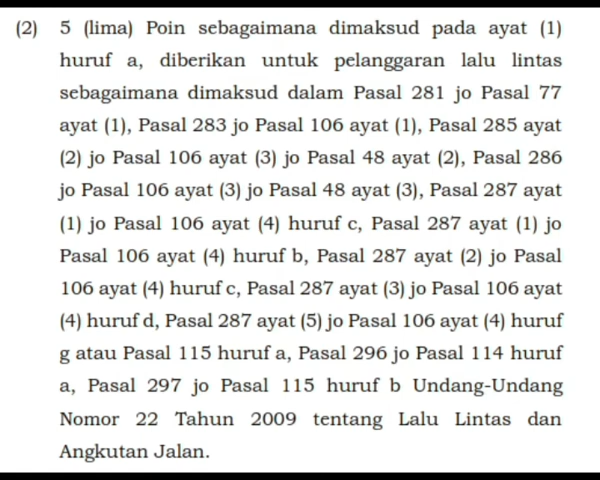 (2) 5 (lima) Poin sebagaimana dimaksud pada ayat (1)
huruf a, diberikan untuk pelanggaran lalu lintas
sebagaimana dimaksud dalam Pasal 281 jo Pasal 77
ayat (1), Pasal 283 jo Pasal 106 ayat (1), Pasal 285 ayat
(2) jo Pasal 106 ayat (3) jo Pasal 48 ayat (2), Pasal 286
jo Pasal 106 ayat (3) jo Pasal 48 ayat (3), Pasal 287 ayat
(1) jo Pasal 106 ayat (4) huruf c, Pasal 287 ayat (1) jo
Pasal 106 ayat (4) huruf b, Pasal 287 ayat (2) jo Pasal
106 ayat (4) huruf c, Pasal 287 ayat (3) jo Pasal 106 ayat
(4) huruf d, Pasal 287 ayat (5) jo Pasal 106 ayat (4) huruf
g atau Pasal 115 huruf a, Pasal 296 jo Pasal 114 huruf
a, Pasal 297 jo Pasal 115 huruf b Undang-Undang
Nomor 22 Tahun 2009 tentang Lalu Lintas dan
Angkutan Jalan.